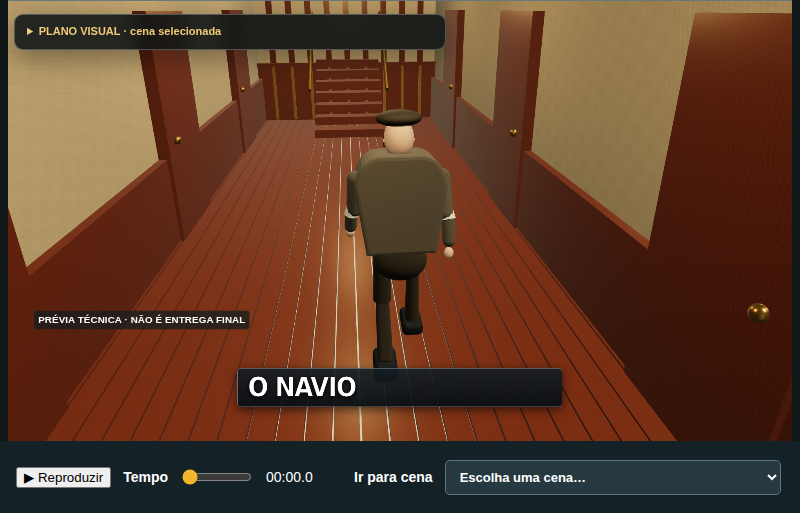 ▶ PLANO VISUAL · cena selecionada
PRÉVIA TÉCNICA · NÃO É ENTREGA FINAL
O NAVIO
▶ Reproduzir Tempo 00:00.0 Ir para cena Escolha uma cena…